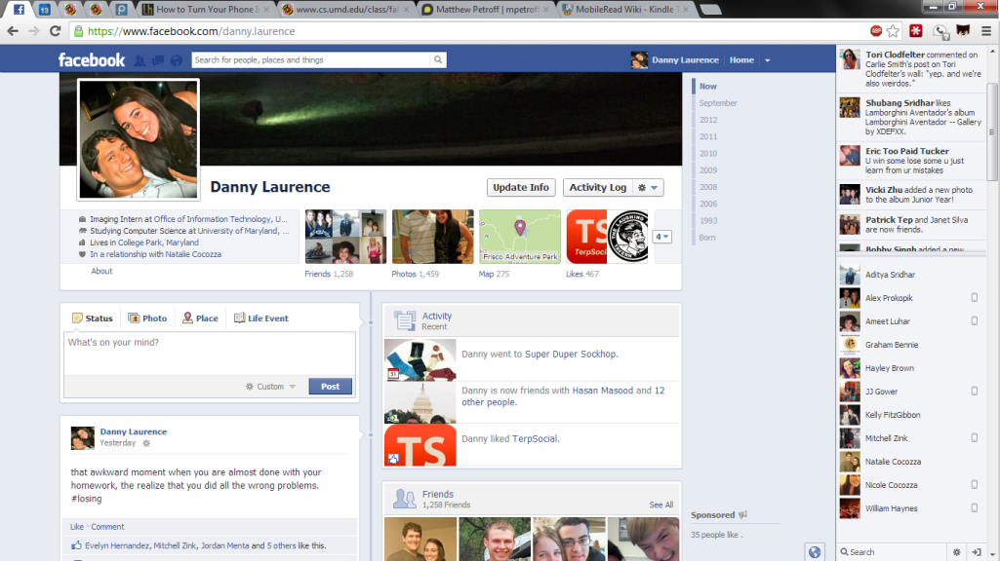 How to Turn Your Phone I
www.cs.umd.edu/class/fal
Matthew Petroff | mpetrof
MobileRead Wiki - Kindle T
https://www.facebook.com/danny.laurence
facebook
Search for people, places and things
Danny Laurence
Home
Danny Laurence
Update Info
Activity Log
Imaging Intern at Office of Information Technology, U...
Studying Computer Science at University of Maryland, ...
Lives in College Park, Maryland
In a relationship with Natalie Cocozza
About
Friends 1,258
Photos 1,459
Frisco Adventure Park
Map 275
TS
TerpSoci
Likes 467
4
Now
September
2012
2011
2010
2009
2008
2006
1993
Born
Status
Photo
Place
Life Event
What's on your mind?
Custom
Post
Danny Laurence
Yesterday
that awkward moment when you are almost done with your
homework, the realize that you did all the wrong problems.
#losing
Like · Comment
Evelyn Hernandez, Mitchell Zink, Jordan Menta and 5 others like this.
Activity
Recent
31
Danny went to Super Duper Sockhop.
Danny is now friends with Hasan Masood and 12
other people.
TS
Danny liked TerpSocial.
Friends
1,258 Friends
See All
Sponsored
35 people like .
Tori Clodfelter commented on
Carlie Smith's post on Tori
Clodfelter's wall: "yep. and we're
also weirdos."
Shubang Sridhar likes
Lamborghini Aventador's album
Lamborghini Aventador -- Gallery
by XDEFXX.
Eric Too Paid Tucker
U win some lose some u just
learn from ur mistakes
Vicki Zhu added a new photo
to the album Junior Year!
Patrick Tep and Janet Silva
are now friends.
Bobby Singh added a new
Aditya Sridhar
Alex Prokopik
Ameet Luhar
Graham Bennie
Hayley Brown
JJ Gower
Kelly FitzGibbon
Mitchell Zink
Natalie Cocozza
Nicole Cocozza
William Haynes
Search